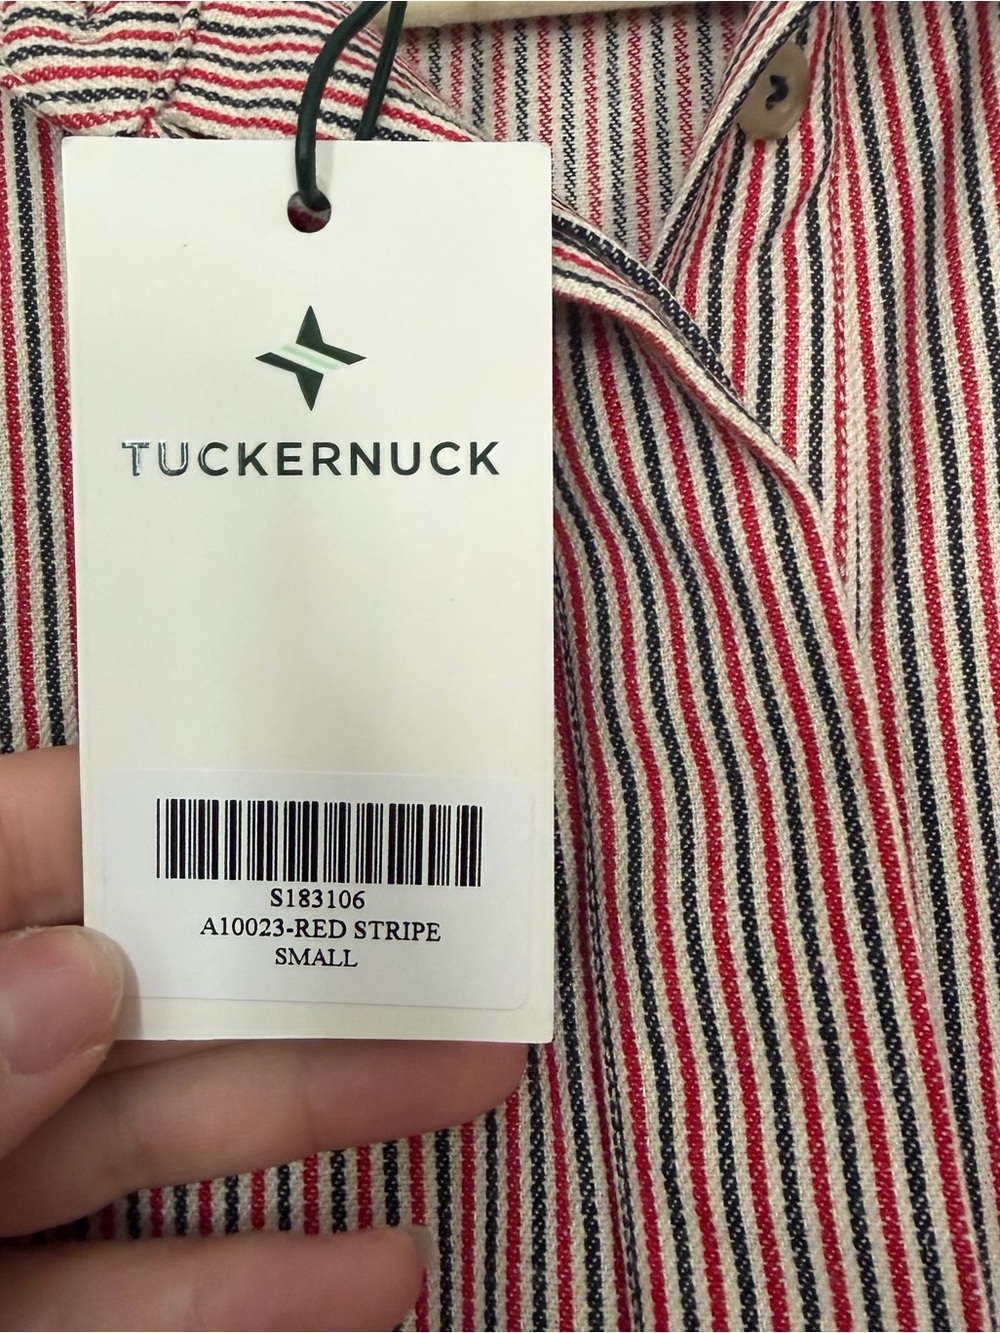 TUCKERNUCK
S183106
A10023-RED STRIPE
SMALL